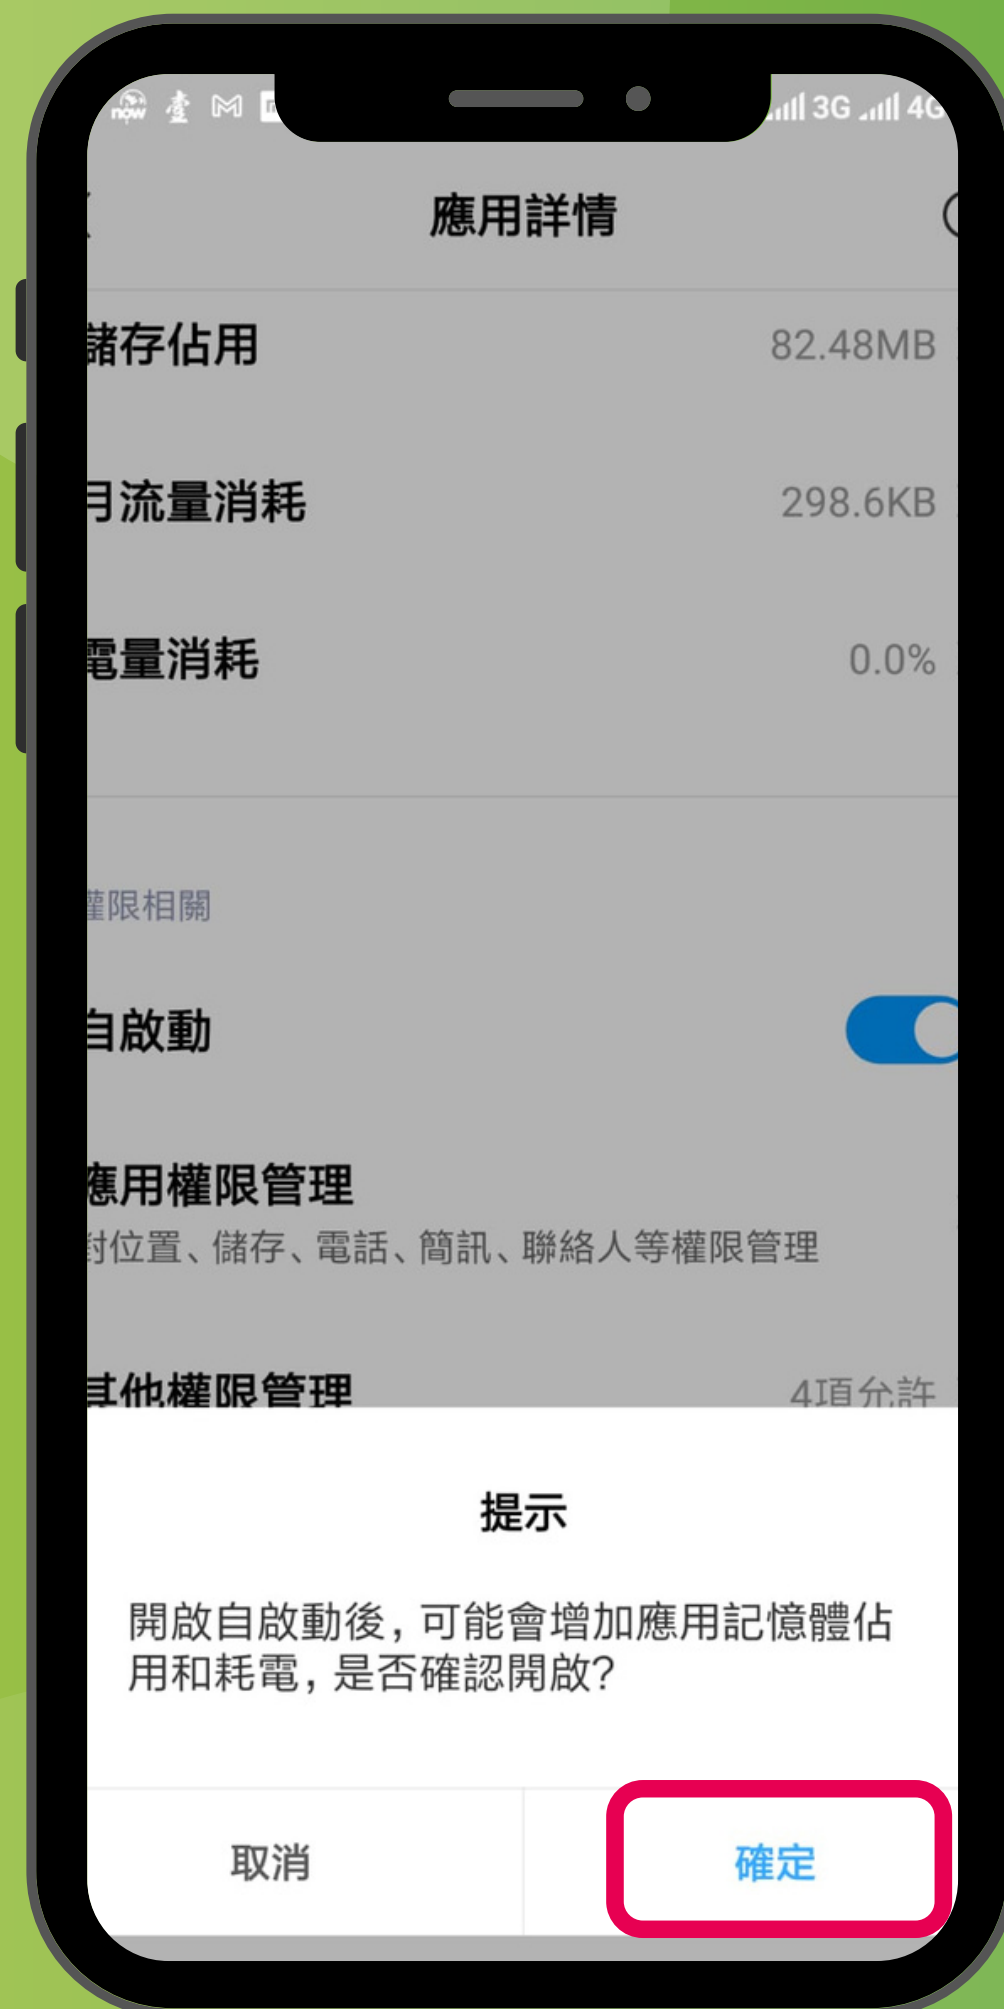 now 臺 3G 4G
應用詳情
儲存佔用 82.48MB
月流量消耗 298.6KB
電量消耗 0.0%
權限相關
自啟動
應用權限管理
對位置、儲存、電話、簡訊、聯絡人等權限管理
其他權限管理 4項允許
提示
開啟自啟動後,可能會增加應用記憶體佔
用和耗電,是否確認開啟?
取消 確定